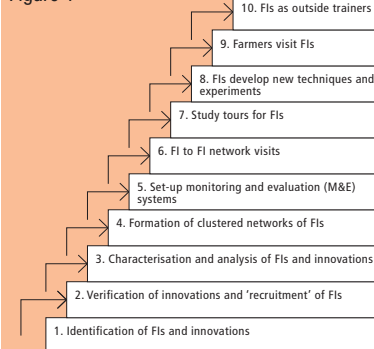 10. FIs as outside trainers
9. Farmers visit FIs
8. FIs develop new techniques and
experiments
7. Study tours for FIs
6. FI to FI network visits
5. Set-up monitoring and evaluation (M&E)
systems
4. Formation of clustered networks of FIs
3. Characterisation and analysis of FIs and innovations
2. Verification of innovations and ‘recruitment’ of FIs
1. Identification of FIs and innovations